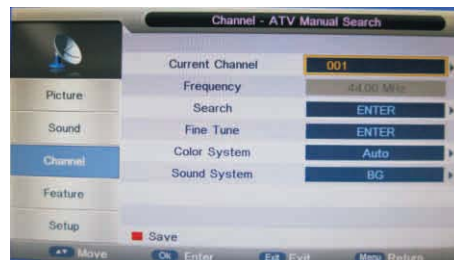 Channel - ATV Manual Search
Current Channel 001
Picture
Frequency 44.00 MHz
Search ENTER
Sound
Fine Tune ENTER
Channel
Color System Auto
Sound System BG
Feature
Setup
Save
Move Ok Enter Exit Exit Menu Return